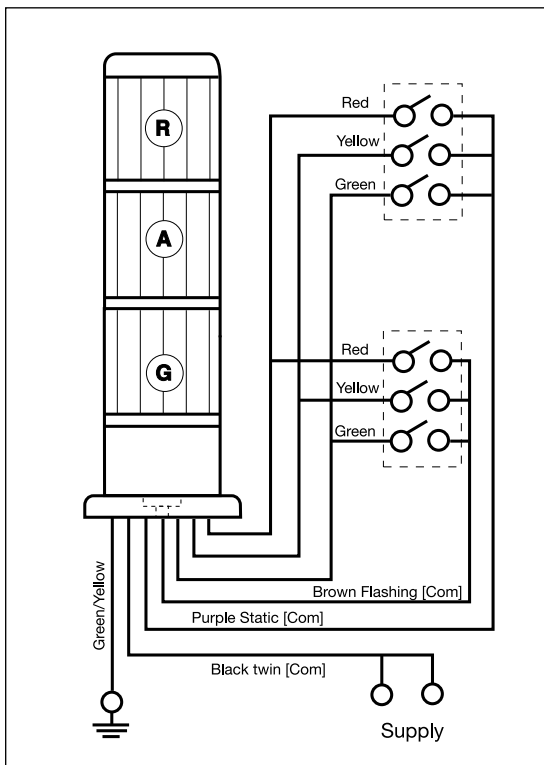 R
A
G
Red
Yellow
Green
Red
Yellow
Green
Brown Flashing [Com]
Purple Static [Com]
Black twin [Com]
Green/Yellow
Supply